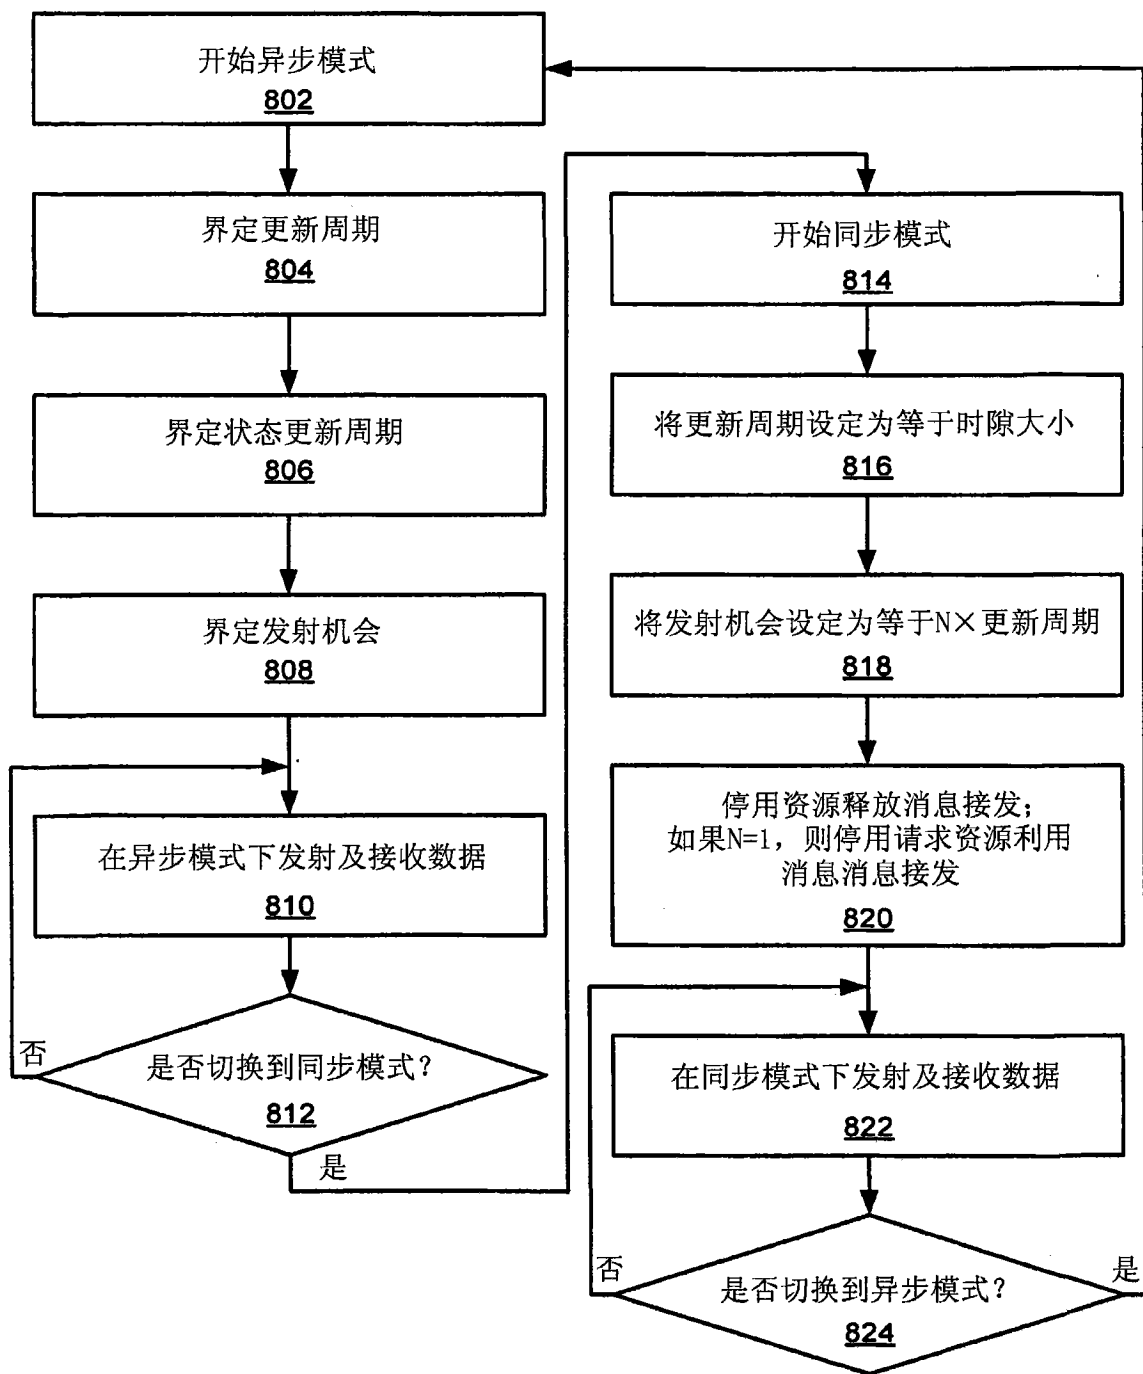 开始异步模式
802
界定更新周期
804
界定状态更新周期
806
界定发射机会
808
在异步模式下发射及接收数据
810
是否切换到同步模式?
812
否
是
开始同步模式
814
将更新周期设定为等于时隙大小
816
将发射机会设定为等于N×更新周期
818
停用资源释放消息接发;
如果N=1, 则停用请求资源利用
消息消息接发
820
在同步模式下发射及接收数据
822
是否切换到异步模式?
824
否
是